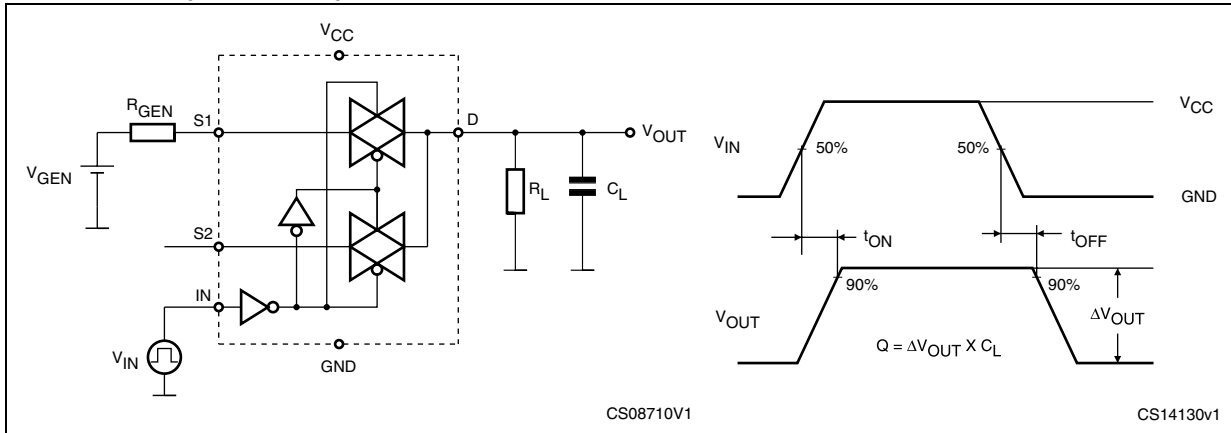 VCC
RGEN
S1
D
VOUT
VGEN
RL
CL
S2
IN
VIN
GND
CS08710V1
VCC
VIN
50%
50%
GND
tON
tOFF
90%
90%
VOUT
ΔVOUT
Q = ΔVOUT X CL
CS14130v1